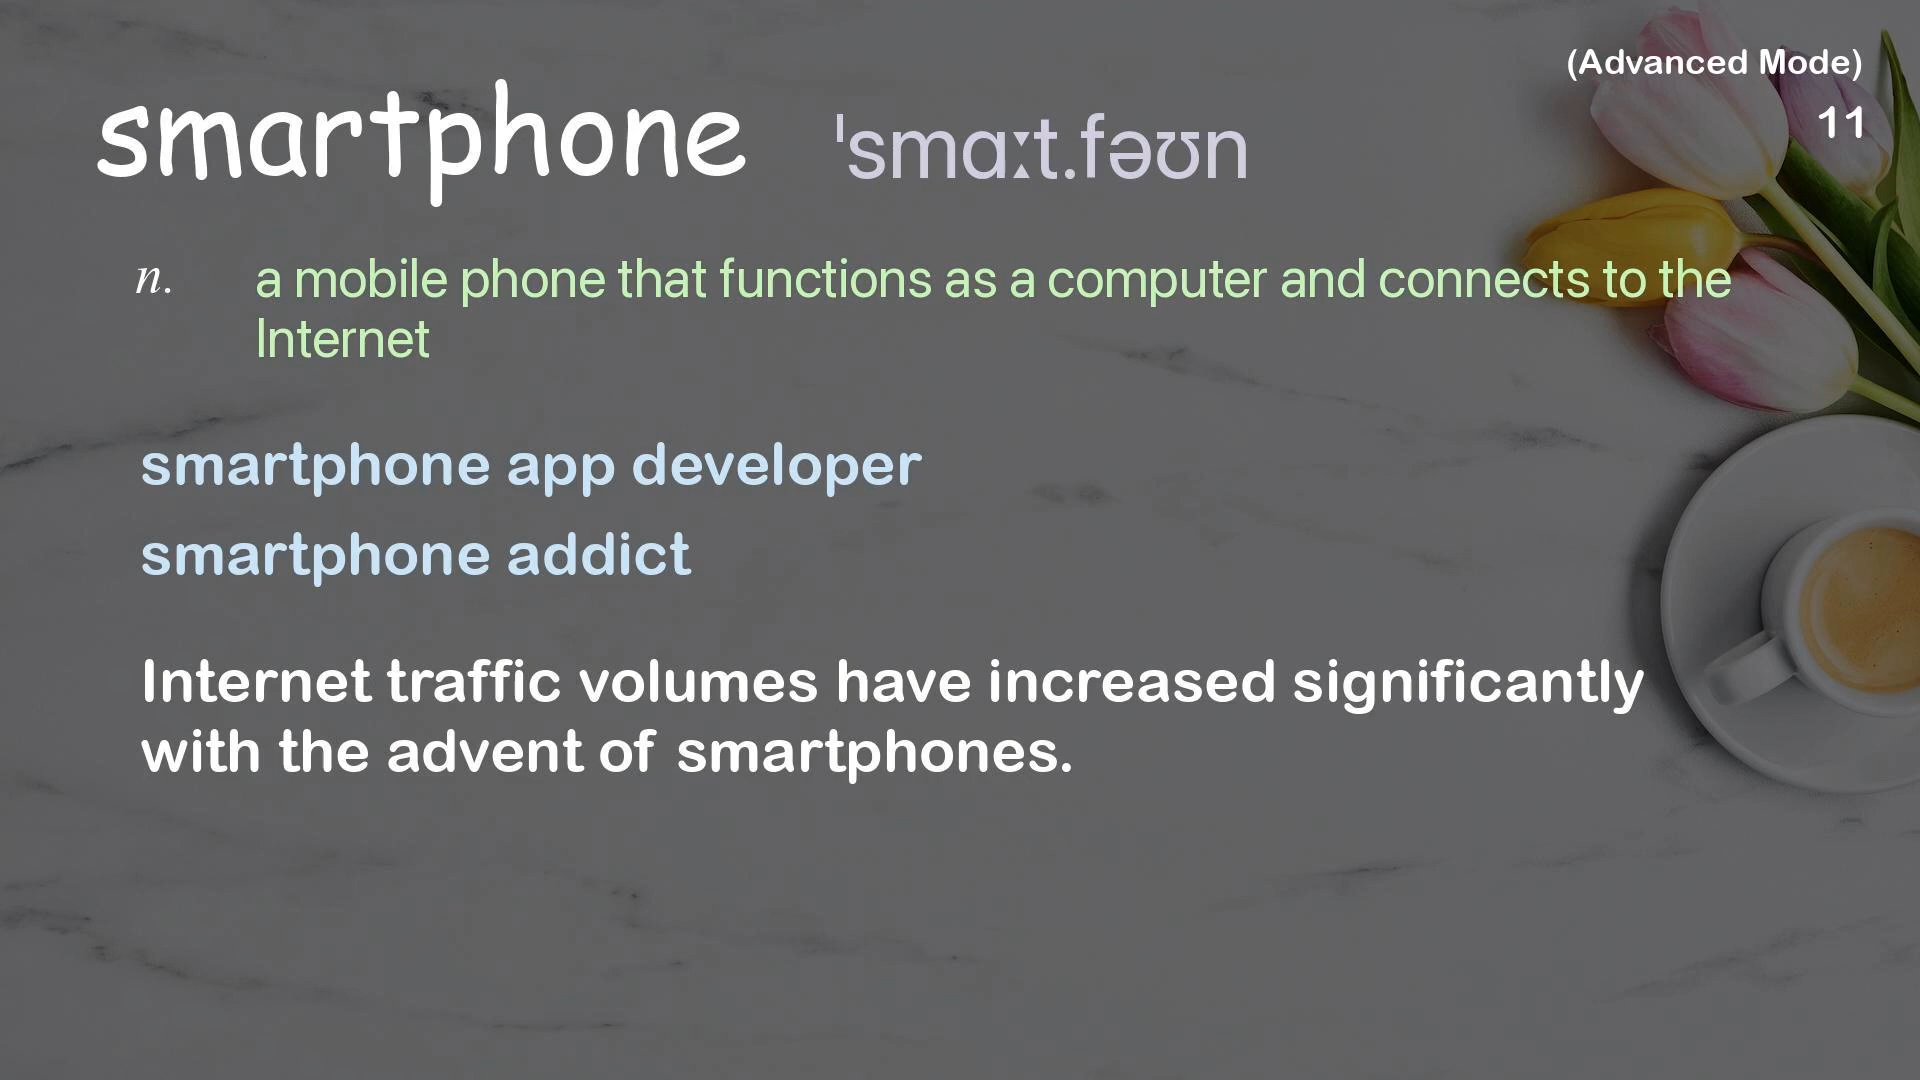 (Advanced Mode)
smartphone ˈsmɑːt.fəʊn
11
n. a mobile phone that functions as a computer and connects to the
Internet
smartphone app developer
smartphone addict
Internet traffic volumes have increased significantly
with the advent of smartphones.